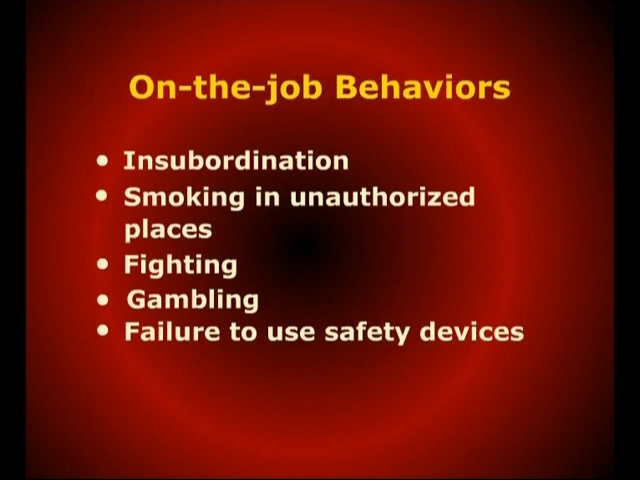 On-the-job Behaviors
• Insubordination
• Smoking in unauthorized
places
• Fighting
• Gambling
• Failure to use safety devices